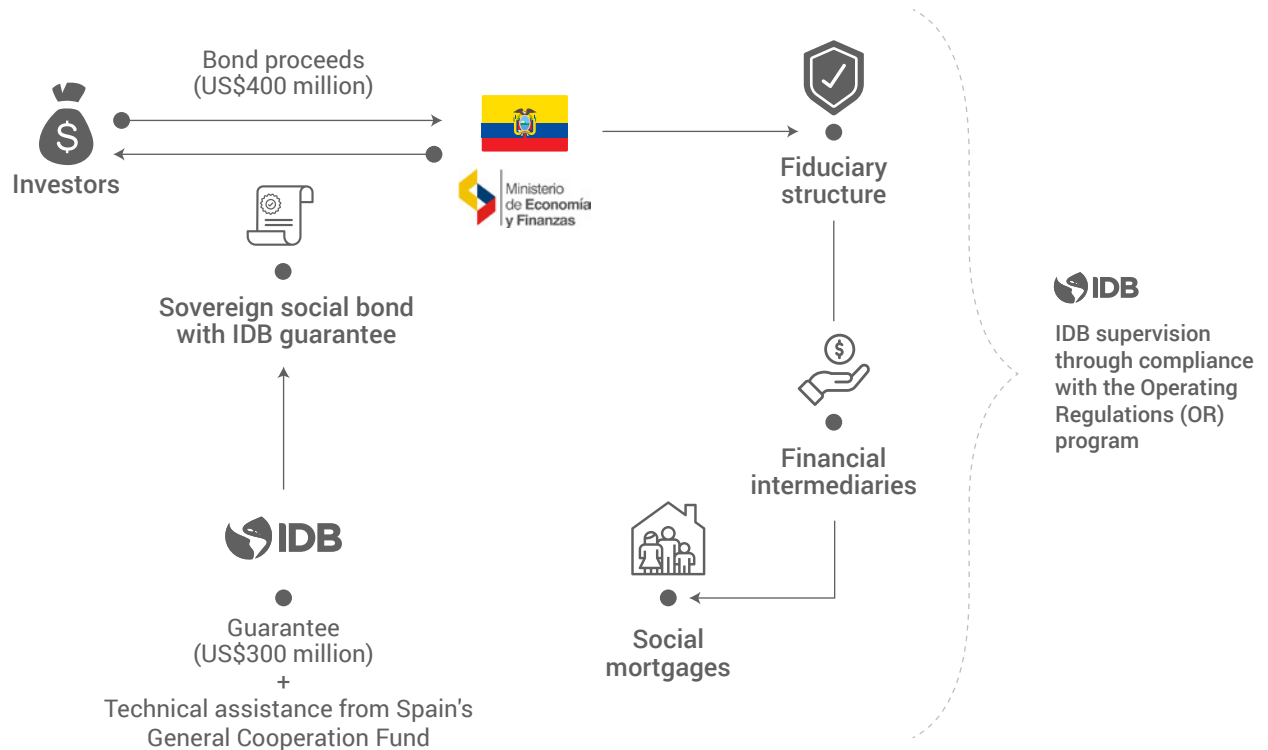 Bond proceeds
(US$400 million)
$
Investors
Ministerio
de Economía
y Finanzas
Fiduciary
structure
Sovereign social bond
with IDB guarantee
IDB
IDB supervision
through compliance
with the Operating
Regulations (OR)
program
$
Financial
intermediaries
IDB
Guarantee
(US$300 million)
+
Technical assistance from Spain's
General Cooperation Fund
Social
mortgages